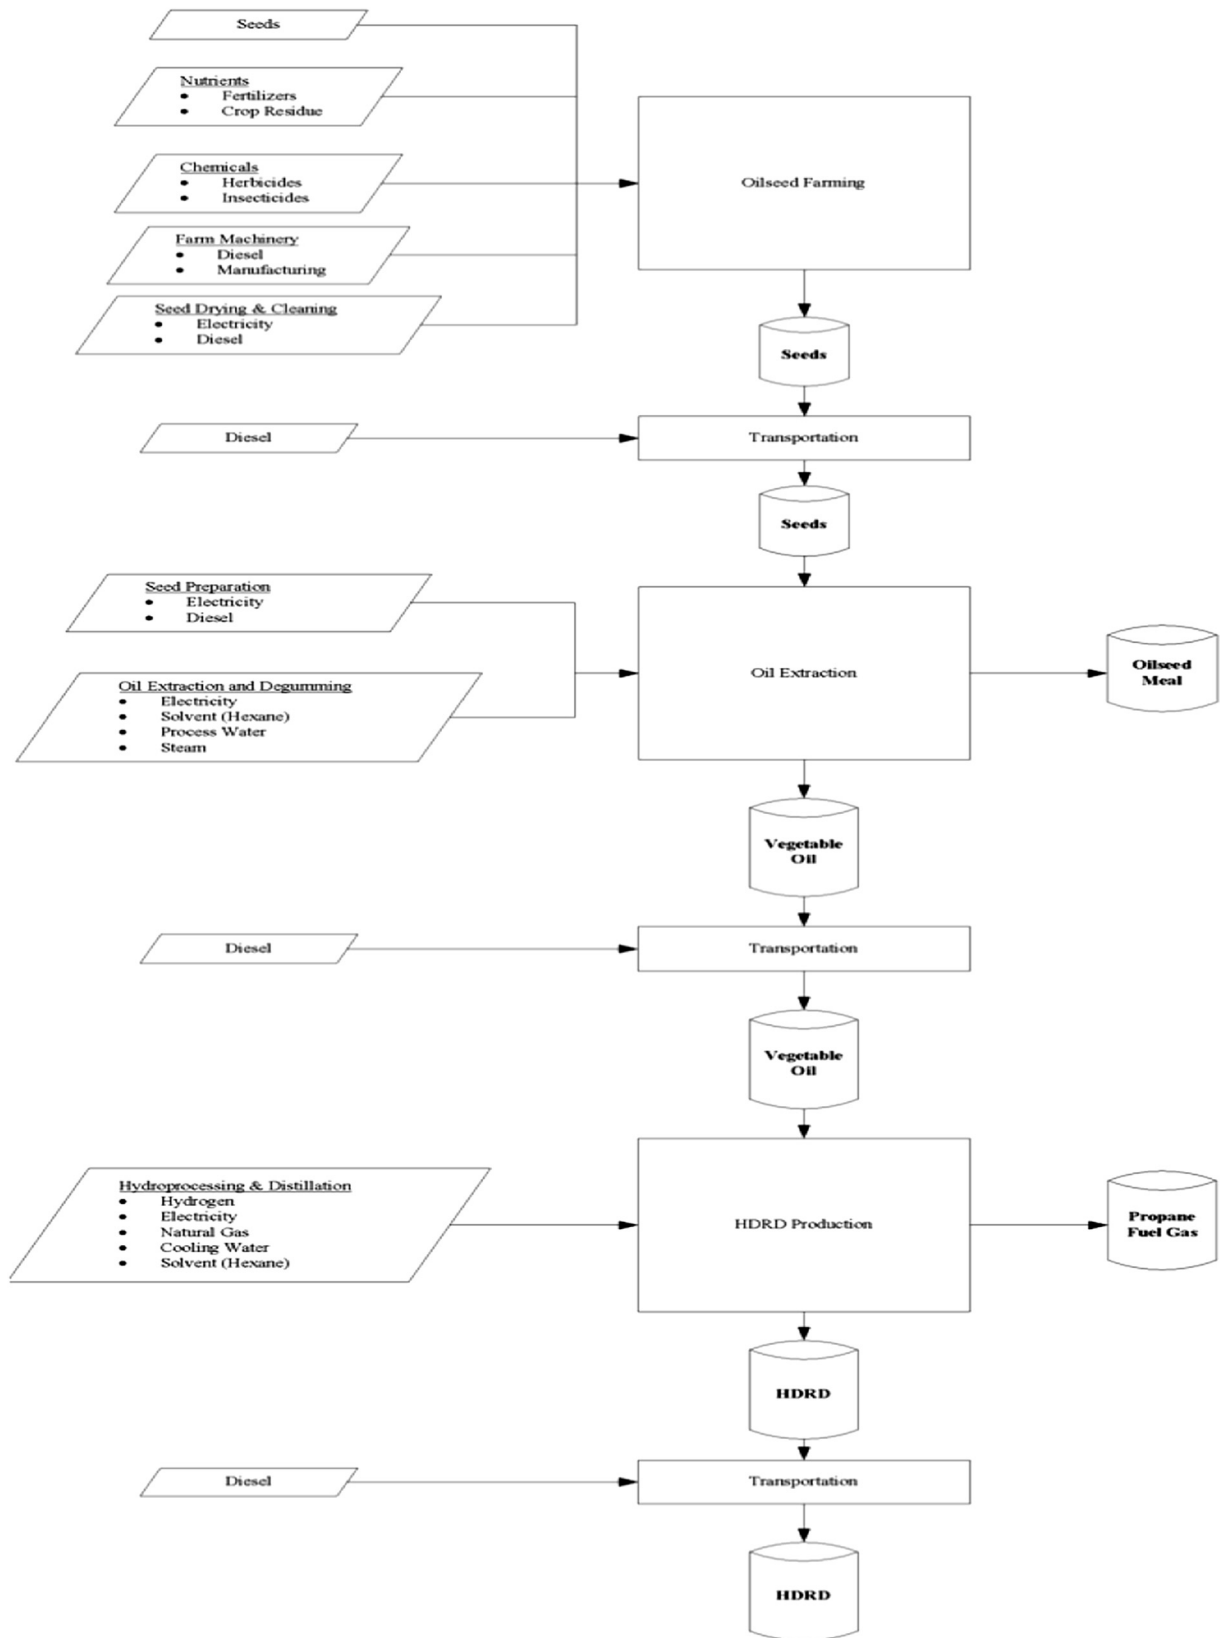 Seeds
Nutrients
• Fertilizers
• Crop Residue
Chemicals
• Herbicides
• Insecticides
Oilseed Farming
Farm Machinery
• Diesel
• Manufacturing
Seed Drying & Cleaning
• Electricity
• Diesel
Seeds
Diesel
Transportation
Seeds
Seed Preparation
• Electricity
• Diesel
Oil Extraction and Degumming
• Electricity
• Solvent (Hexane)
• Process Water
• Steam
Oil Extraction
Oilseed
Meal
Vegetable
Oil
Diesel
Transportation
Vegetable
Oil
Hydroprocessing & Distillation
• Hydrogen
• Electricity
• Natural Gas
• Cooling Water
• Solvent (Hexane)
HDRD Production
Propane
Fuel Gas
HDRD
Diesel
Transportation
HDRD